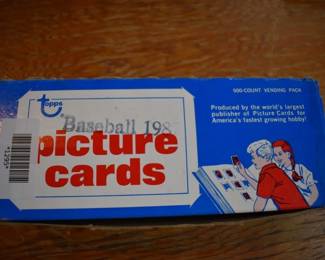 topps
500-COUNT VENDING PACK
Baseball 198
picture
cards
Produced by the world's largest
publisher of Picture Cards for
America's fastest growing hobby!